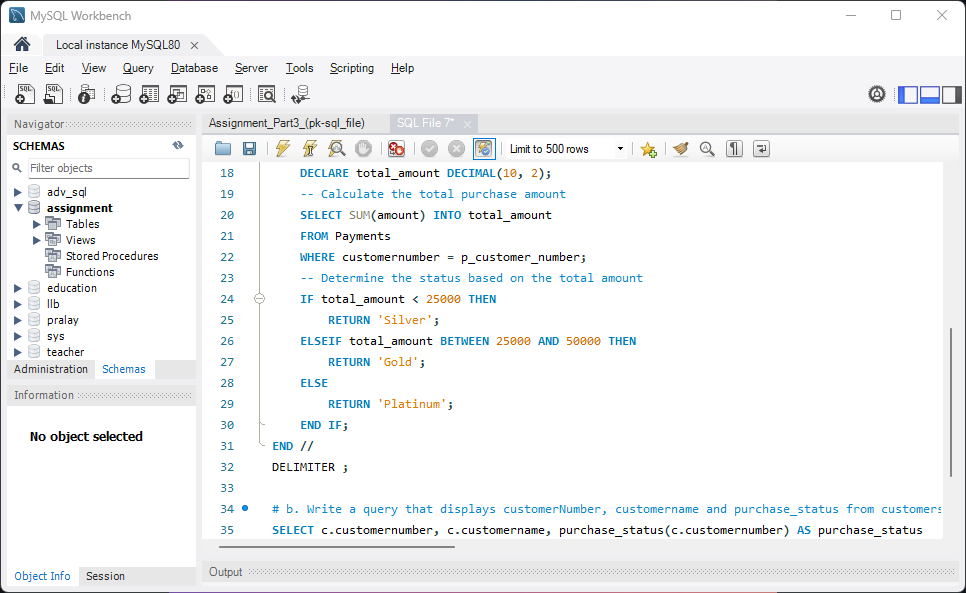 MySQL Workbench
Local instance MySQL80
File Edit View Query Database Server Tools Scripting Help
Navigator
SCHEMAS
Filter objects
adv_sql
assignment
Tables
Views
Stored Procedures
Functions
education
llb
pralay
sys
teacher
Administration Schemas
Information
No object selected
Object Info Session
Assignment_Part3_(pk-sql_file) SQL File 7*
Limit to 500 rows
18 DECLARE total_amount DECIMAL(10, 2);
19 -- Calculate the total purchase amount
20 SELECT SUM(amount) INTO total_amount
21 FROM Payments
22 WHERE customernumber = p_customer_number;
23 -- Determine the status based on the total amount
24 IF total_amount < 25000 THEN
25 RETURN 'Silver';
26 ELSEIF total_amount BETWEEN 25000 AND 50000 THEN
27 RETURN 'Gold';
28 ELSE
29 RETURN 'Platinum';
30 END IF;
31 END //
32 DELIMITER ;
33
34 # b. Write a query that displays customerNumber, customername and purchase_status from customers
35 SELECT c.customernumber, c.customername, purchase_status(c.customernumber) AS purchase_status
Output